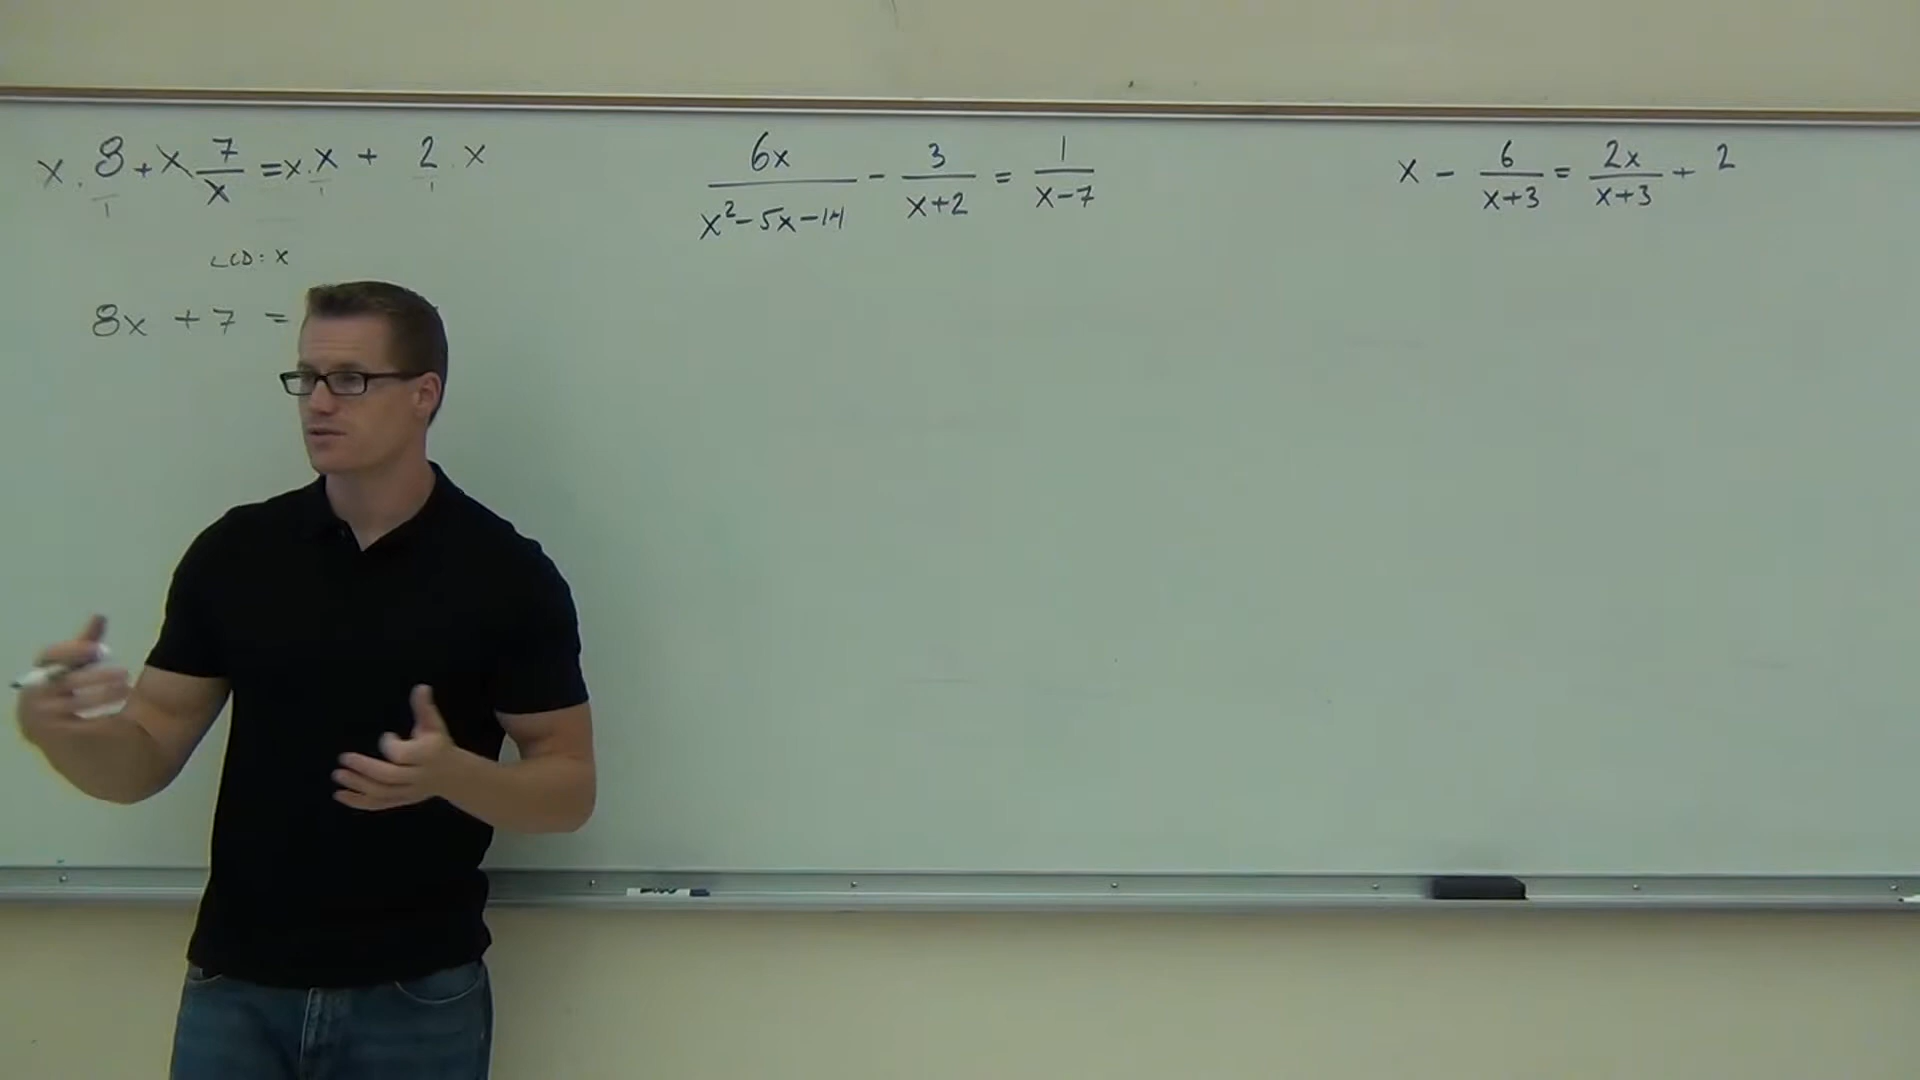 x · 8/1 + x 7/x = x · x/1 + 2/1 · x
LCD: x
8x + 7 =
6x/(x² - 5x - 14) - 3/(x+2) = 1/(x-7)
x - 6/(x+3) = 2x/(x+3) + 2